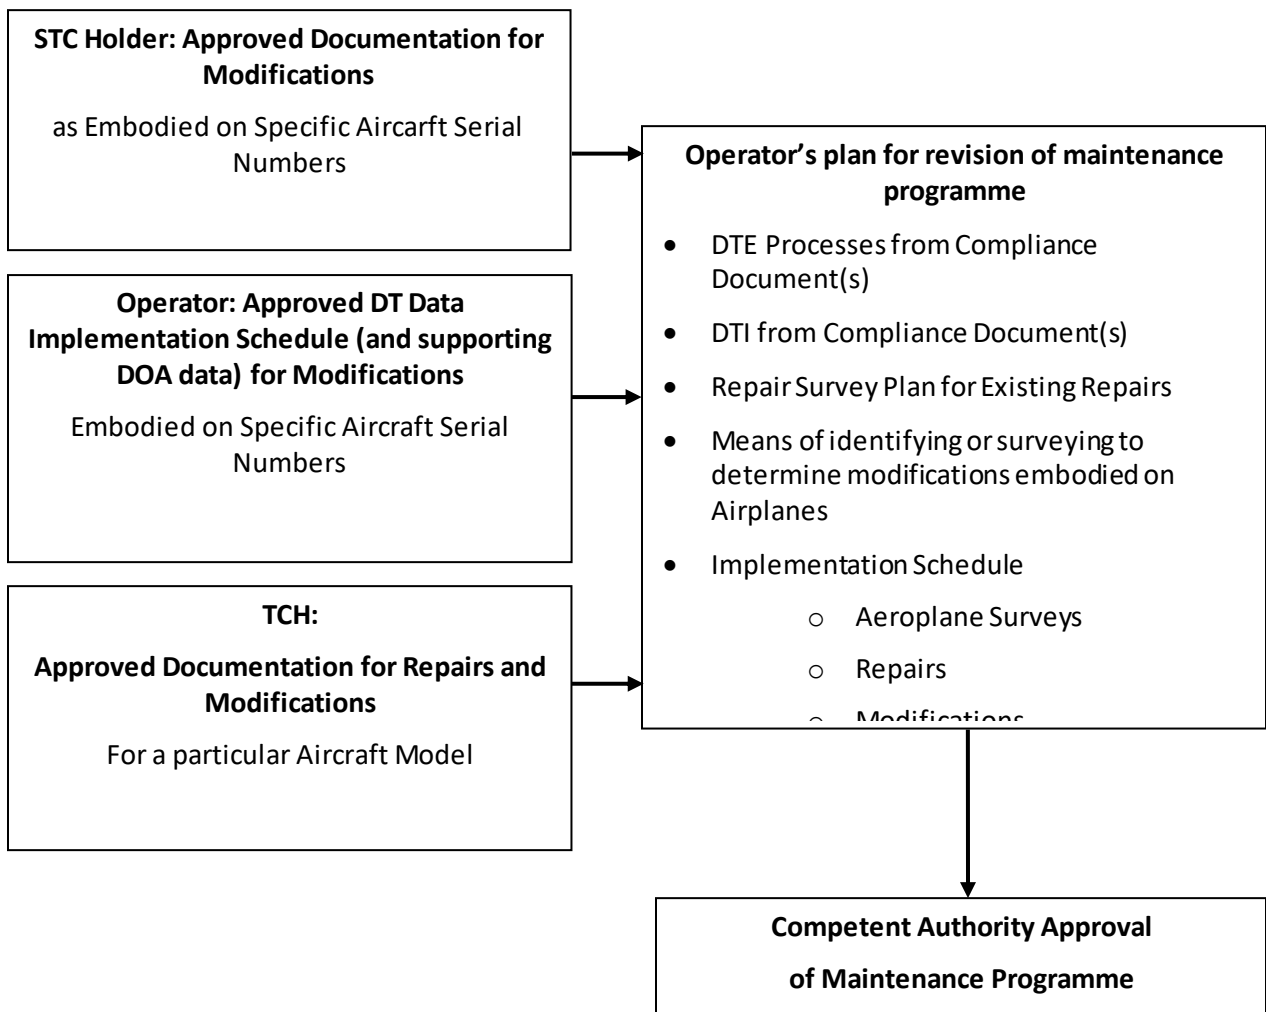 STC Holder: Approved Documentation for
Modifications
as Embodied on Specific Aircarft Serial
Numbers
Operator: Approved DT Data
Implementation Schedule (and supporting
DOA data) for Modifications
Embodied on Specific Aircraft Serial
Numbers
TCH:
Approved Documentation for Repairs and
Modifications
For a particular Aircraft Model
Operator’s plan for revision of maintenance
programme
• DTE Processes from Compliance
Document(s)
• DTI from Compliance Document(s)
• Repair Survey Plan for Existing Repairs
• Means of identifying or surveying to
determine modifications embodied on
Airplanes
• Implementation Schedule
o Aeroplane Surveys
o Repairs
o Modifications
Competent Authority Approval
of Maintenance Programme